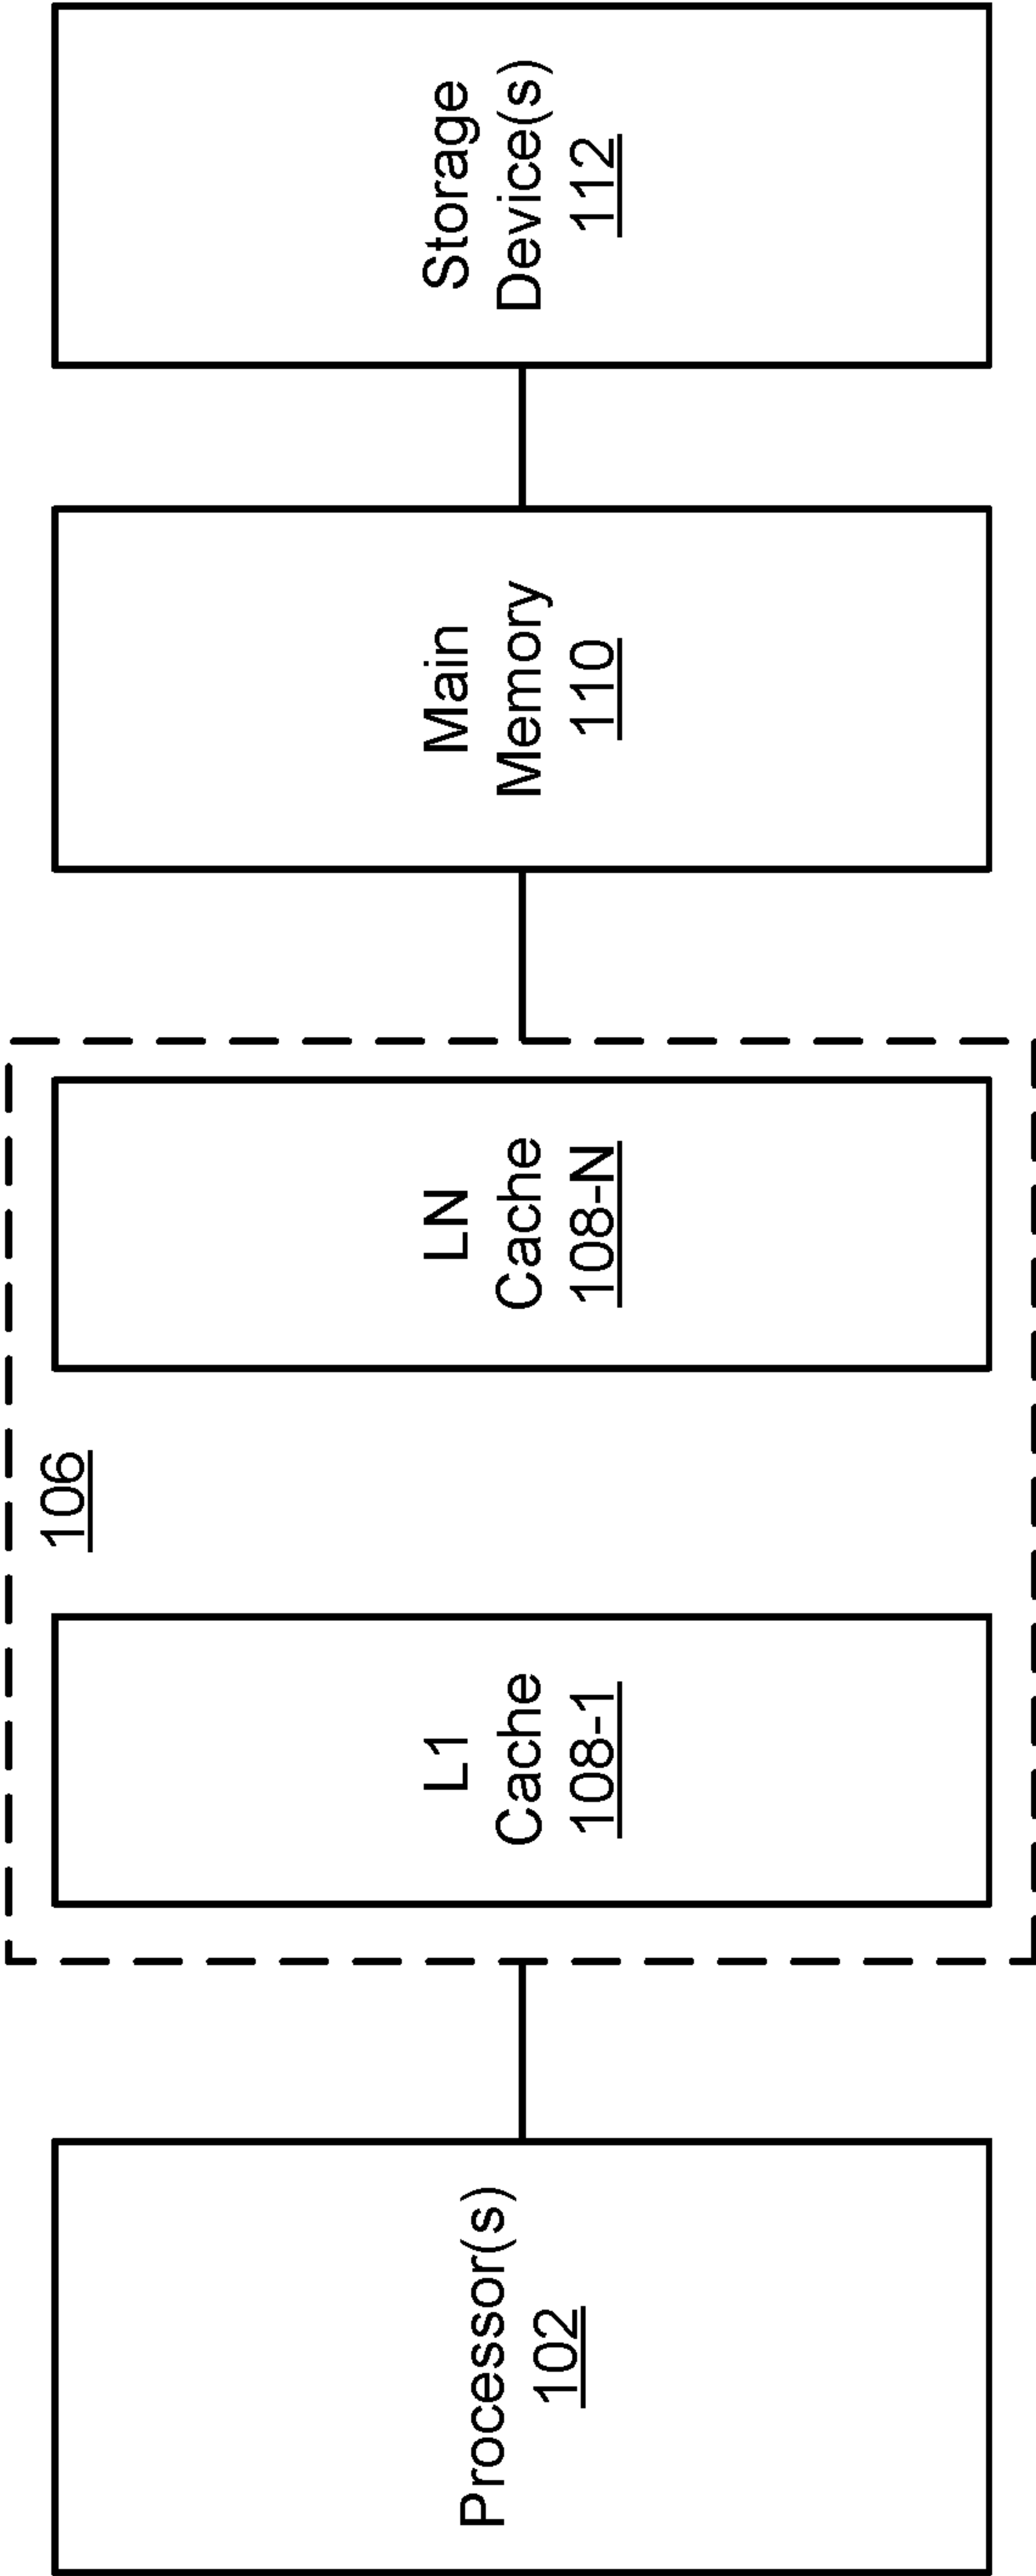 Processor(s)
102
106
L1
Cache
108-1
LN
Cache
108-N
Main
Memory
110
Storage
Device(s)
112